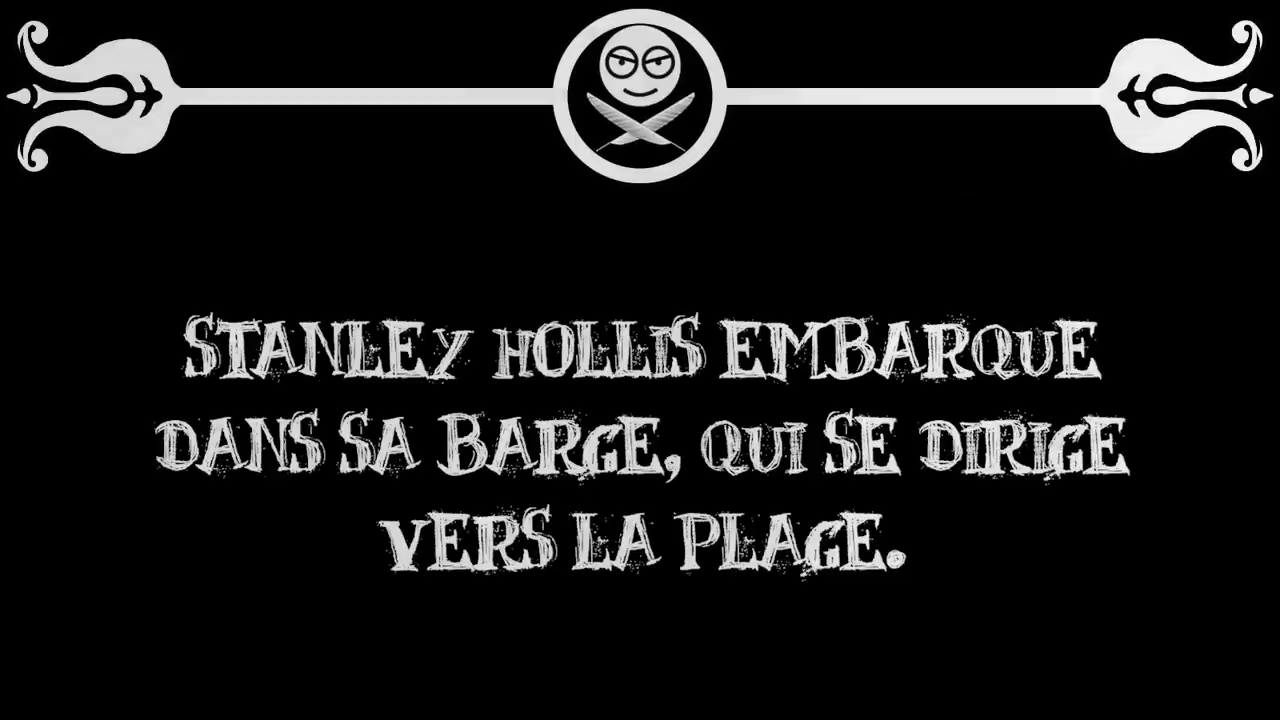 STANLEY HOLLIS EMBARQUE
DANS SA BARGE, QUI SE DIRIGE
VERS LA PLAGE.